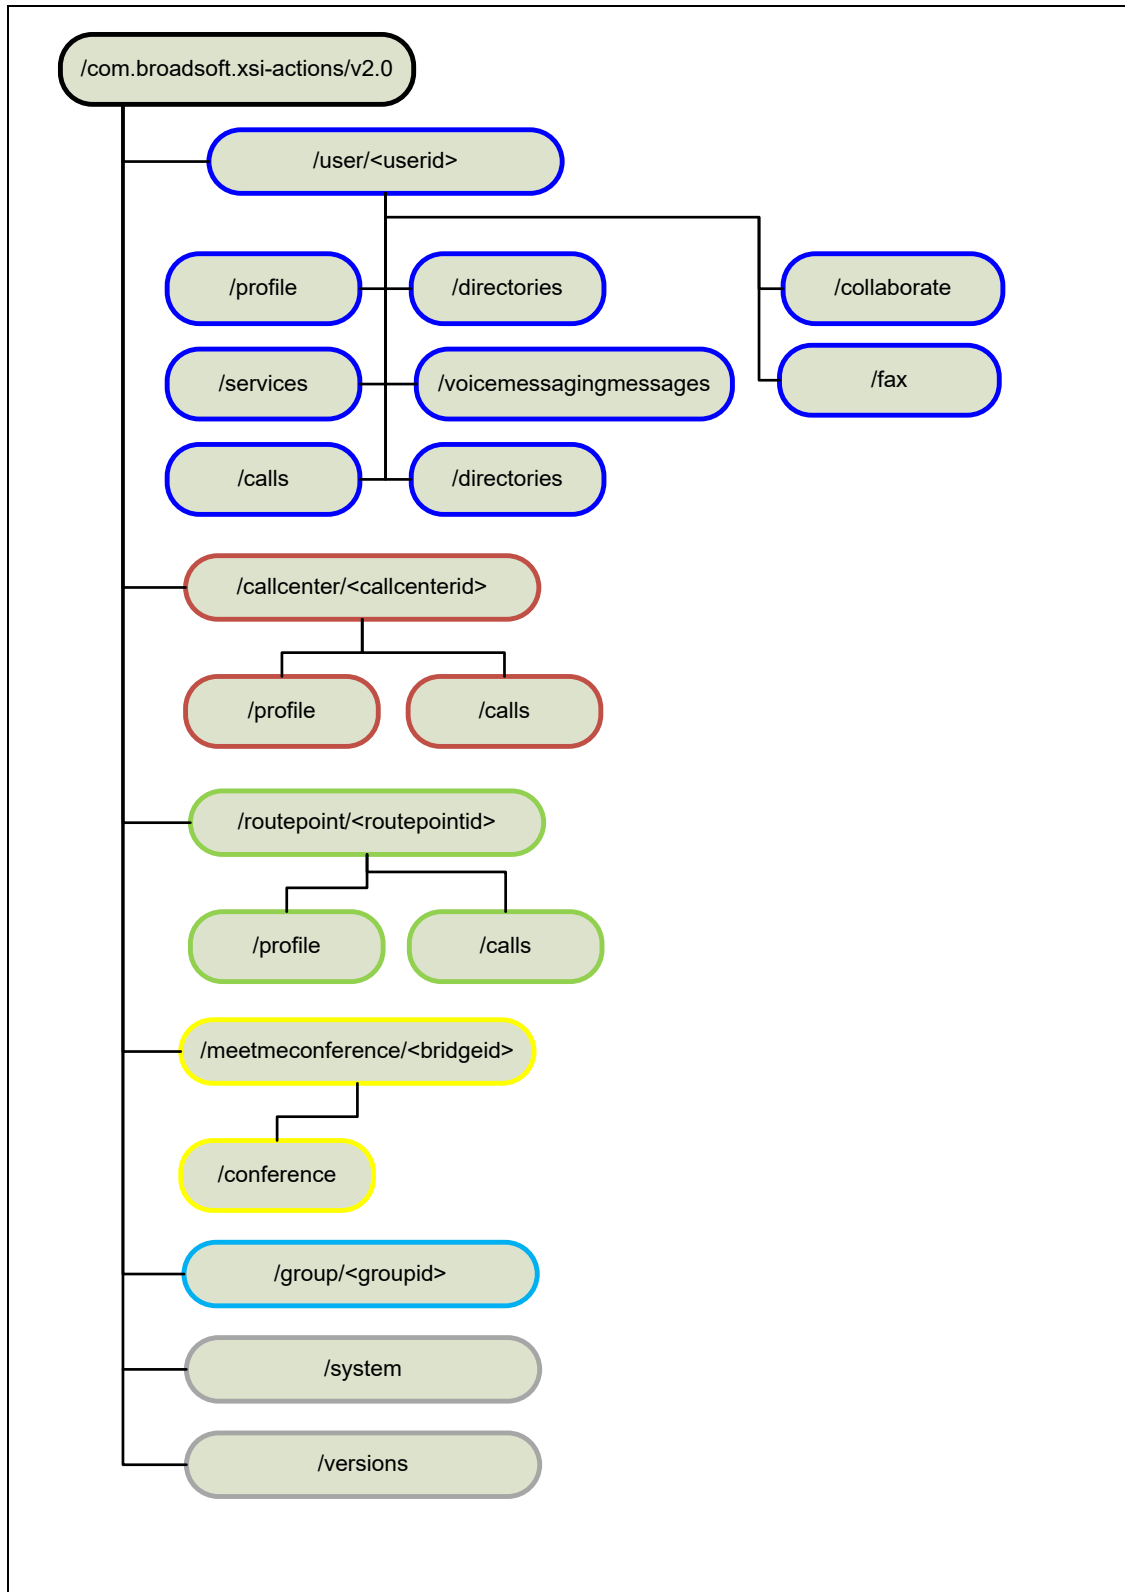 /com.broadsoft.xsi-actions/v2.0
/user/<userid>
/profile
/directories
/collaborate
/services
/voicemessagingmessages
/fax
/calls
/directories
/callcenter/<callcenterid>
/profile
/calls
/routepoint/<routepointid>
/profile
/calls
/meetmeconference/<bridgeid>
/conference
/group/<groupid>
/system
/versions